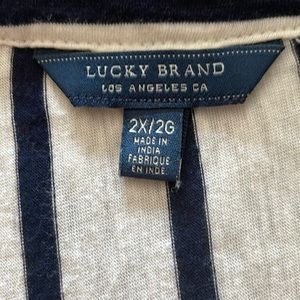 LUCKY BRAND
LOS ANGELES CA
2X/2G
MADE IN
INDIA
FABRIQUÉ
EN INDE